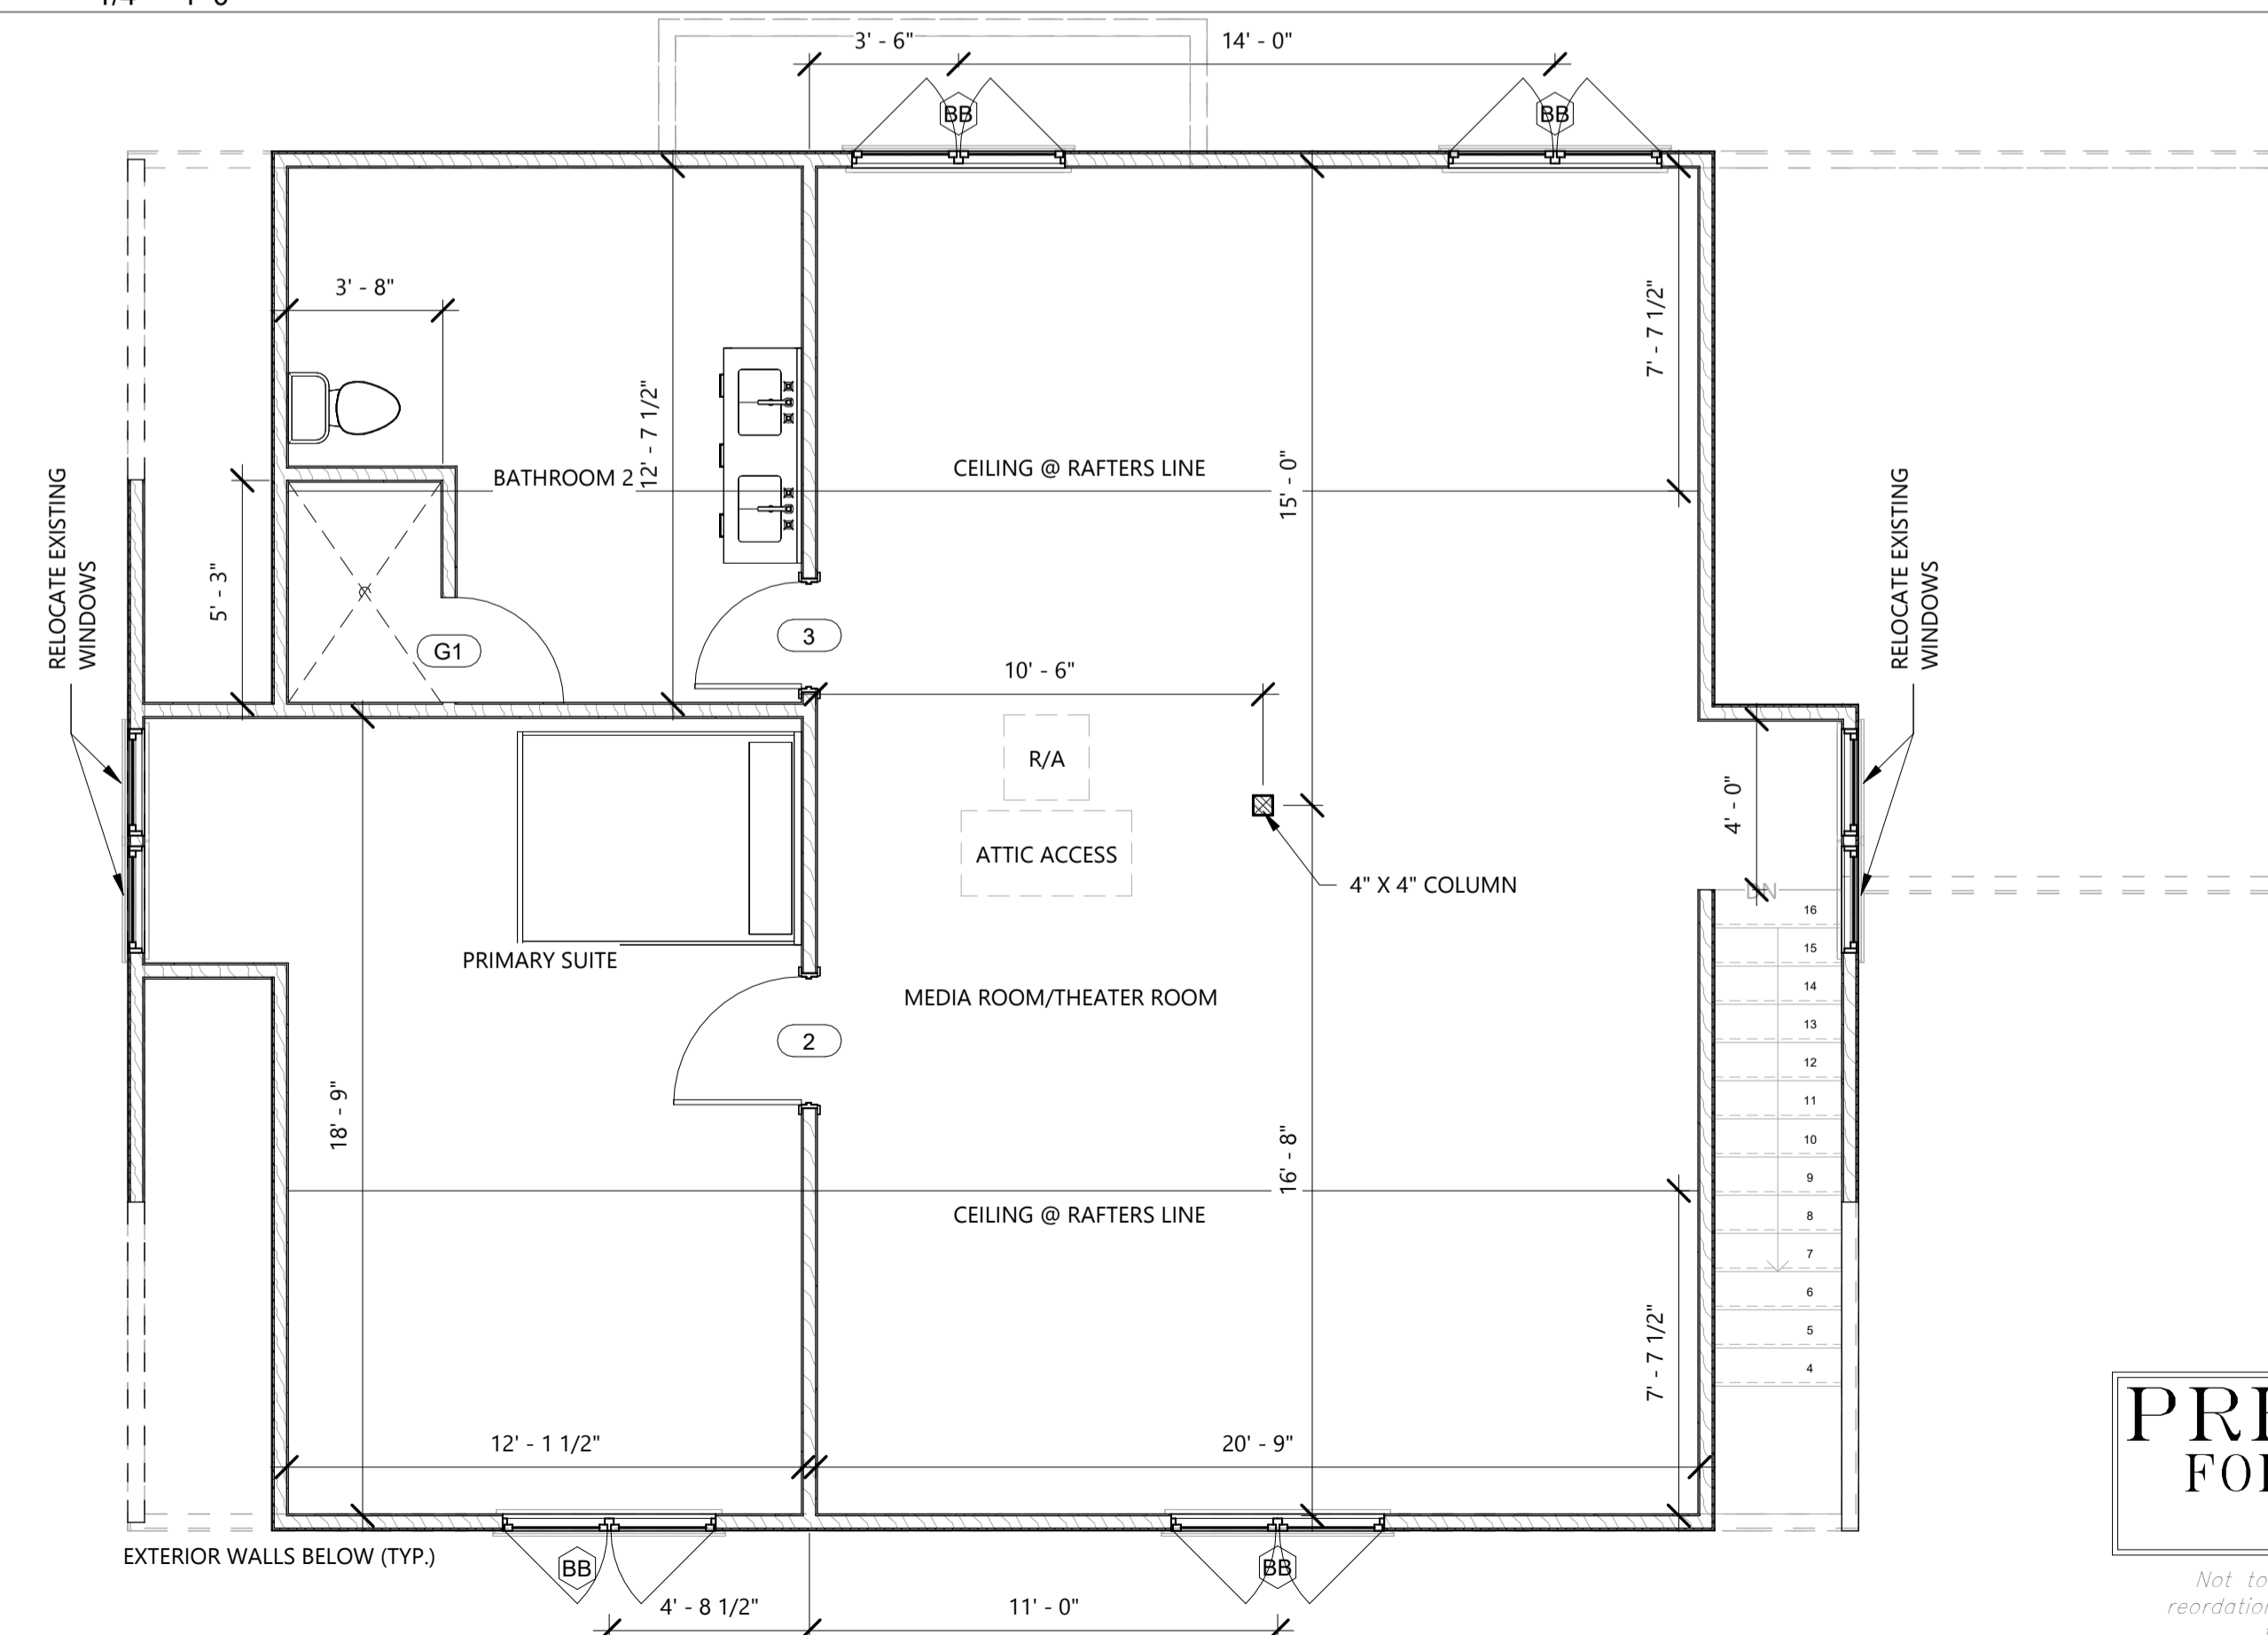 3' - 6"
14' - 0"
BB
BB
3' - 8"
7' - 7 1/2"
12' - 7 1/2"
BATHROOM 2
CEILING @ RAFTERS LINE
15' - 0"
RELOCATE EXISTING
WINDOWS
RELOCATE EXISTING
WINDOWS
5' - 3"
G1
3
10' - 6"
R/A
4' - 0"
ATTIC ACCESS
4" X 4" COLUMN
DN
16
15
PRIMARY SUITE
14
MEDIA ROOM/THEATER ROOM
13
2
12
11
18' - 9"
10
16' - 8"
9
CEILING @ RAFTERS LINE
8
7
6
7' - 7 1/2"
5
4
12' - 1 1/2"
20' - 9"
EXTERIOR WALLS BELOW (TYP.)
BB
BB
4' - 8 1/2"
11' - 0"
Not to